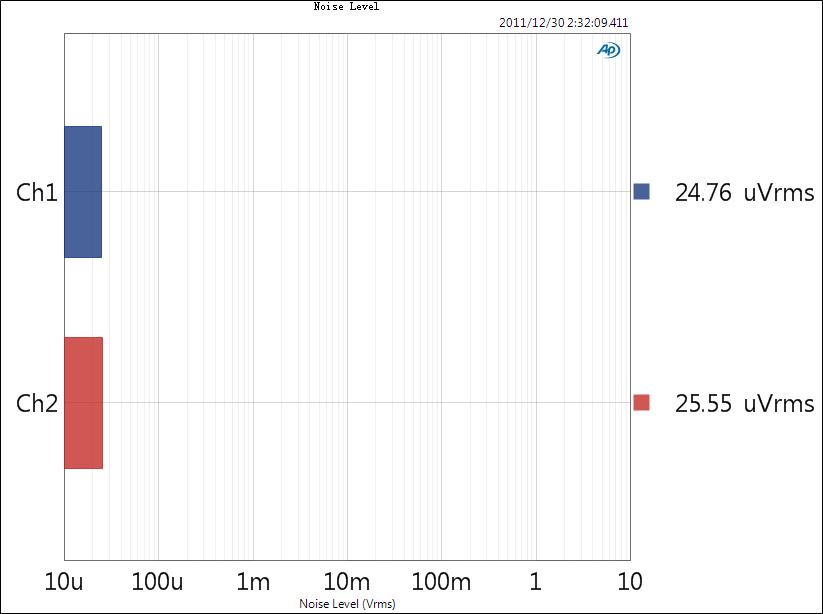 Noise Level
2011/12/30 2:32:09.411
AP
Ch1
24.76 uVrms
Ch2
25.55 uVrms
10u 100u 1m 10m 100m 1 10
Noise Level (Vrms)